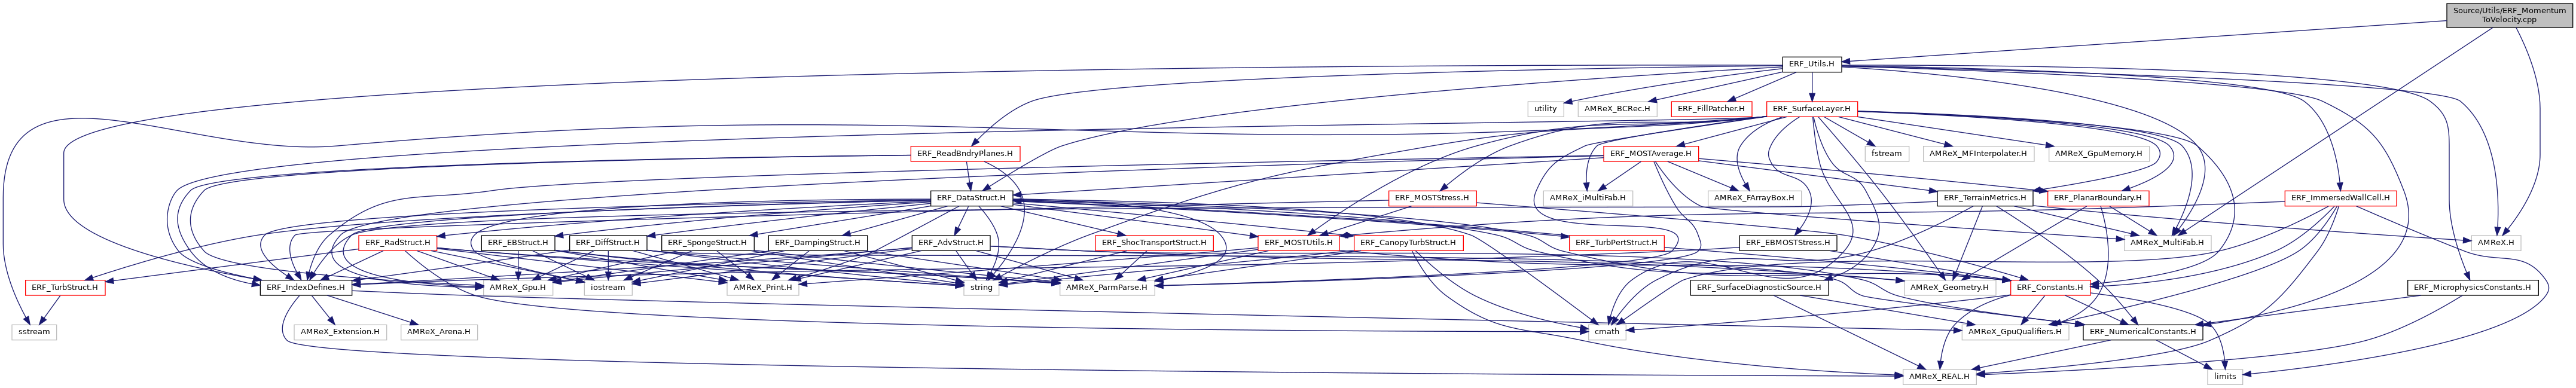 Source/Utils/ERF_Momentum
ToVelocity.cpp
ERF_Utils.H
utility
AMReX_BCRec.H
ERF_FillPatcher.H
ERF_SurfaceLayer.H
ERF_ReadBndryPlanes.H
ERF_MOSTAverage.H
fstream
AMReX_MFInterpolater.H
AMReX_GpuMemory.H
ERF_DataStruct.H
ERF_MOSTStress.H
AMReX_iMultiFab.H
AMReX_FArrayBox.H
ERF_TerrainMetrics.H
ERF_PlanarBoundary.H
ERF_ImmersedWallCell.H
ERF_RadStruct.H
ERF_EBStruct.H
ERF_DiffStruct.H
ERF_SpongeStruct.H
ERF_DampingStruct.H
ERF_AdvStruct.H
ERF_ShocTransportStruct.H
ERF_MOSTUtils.H
ERF_CanopyTurbStruct.H
ERF_TurbPertStruct.H
ERF_EBMOSTStress.H
AMReX_MultiFab.H
AMReX.H
ERF_TurbStruct.H
ERF_IndexDefines.H
AMReX_Gpu.H
iostream
AMReX_Print.H
string
AMReX_ParmParse.H
ERF_SurfaceDiagnosticSource.H
AMReX_Geometry.H
ERF_Constants.H
ERF_MicrophysicsConstants.H
sstream
AMReX_Extension.H
AMReX_Arena.H
cmath
AMReX_GpuQualifiers.H
ERF_NumericalConstants.H
AMReX_REAL.H
limits